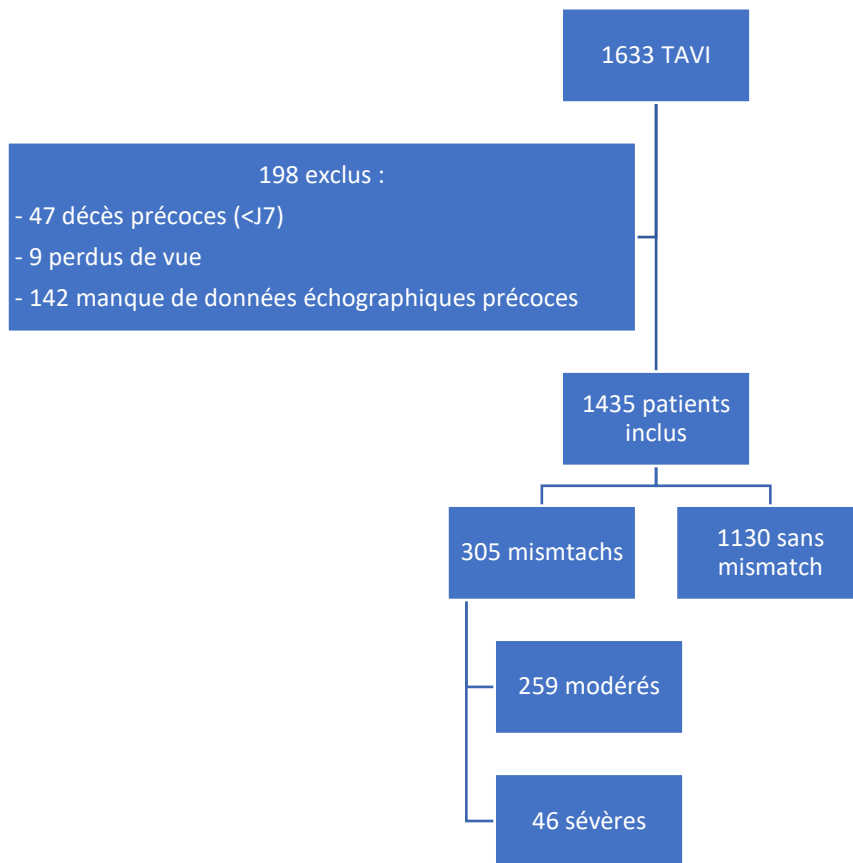 1633 TAVI
198 exclus :
- 47 décès précoces (<J7)
- 9 perdus de vue
- 142 manque de données échographiques précoces
1435 patients
inclus
305 mismtachs
1130 sans
mismatch
259 modérés
46 sévères